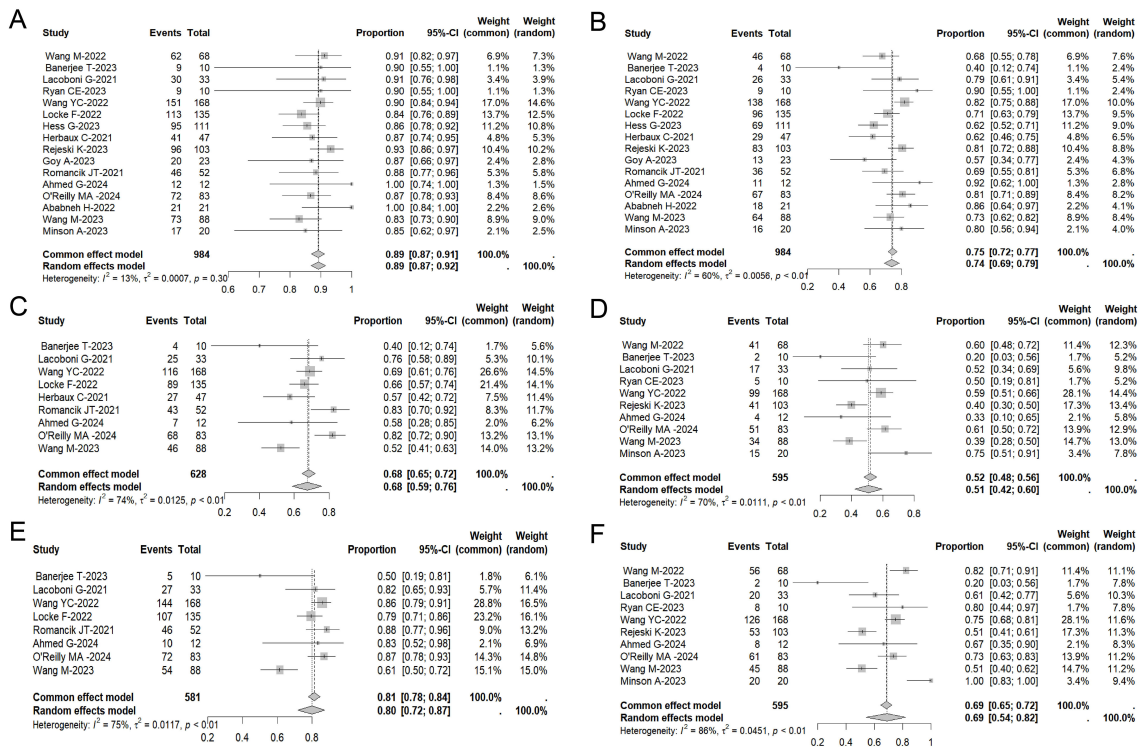 A
Weight Weight
Study Events Total Proportion 95%-CI (common) (random)
Wang M-2022 62 68 0.91 [0.82; 0.97] 6.9% 7.3%
Banerjee T-2023 9 10 0.90 [0.55; 1.00] 1.1% 1.3%
Lacoboni G-2021 30 33 0.91 [0.76; 0.98] 3.4% 3.9%
Ryan CE-2023 9 10 0.90 [0.55; 1.00] 1.1% 1.3%
Wang YC-2022 151 168 0.90 [0.84; 0.94] 17.0% 14.6%
Locke F-2022 113 135 0.84 [0.76; 0.89] 13.7% 12.5%
Hess G-2023 95 111 0.86 [0.78; 0.92] 11.2% 10.8%
Herbaux C-2021 41 47 0.87 [0.74; 0.95] 4.8% 5.3%
Rejeski K-2023 96 103 0.93 [0.86; 0.97] 10.4% 10.2%
Goy A-2023 20 23 0.87 [0.66; 0.97] 2.4% 2.8%
Romancik JT-2021 46 52 0.88 [0.77; 0.96] 5.3% 5.8%
Ahmed G-2024 12 12 1.00 [0.74; 1.00] 1.3% 1.5%
O'Reilly MA -2024 72 83 0.87 [0.78; 0.93] 8.4% 8.6%
Ababneh H-2022 21 21 1.00 [0.84; 1.00] 2.2% 2.6%
Wang M-2023 73 88 0.83 [0.73; 0.90] 8.9% 9.0%
Minson A-2023 17 20 0.85 [0.62; 0.97] 2.1% 2.5%
Common effect model 984 0.89 [0.87; 0.91] 100.0% .
Random effects model 0.89 [0.87; 0.92] . 100.0%
Heterogeneity: I² = 13%, τ² = 0.0007, p = 0.30
0.6 0.7 0.8 0.9 1
B
Weight Weight
Study Events Total Proportion 95%-CI (common) (random)
Wang M-2022 46 68 0.68 [0.55; 0.78] 6.9% 7.6%
Banerjee T-2023 4 10 0.40 [0.12; 0.74] 1.1% 2.4%
Lacoboni G-2021 26 33 0.79 [0.61; 0.91] 3.4% 5.4%
Ryan CE-2023 9 10 0.90 [0.55; 1.00] 1.1% 2.4%
Wang YC-2022 138 168 0.82 [0.75; 0.88] 17.0% 10.2%
Locke F-2022 96 135 0.71 [0.63; 0.79] 13.7% 9.5%
Hess G-2023 69 111 0.62 [0.52; 0.71] 11.2% 9.0%
Herbaux C-2021 29 47 0.62 [0.46; 0.75] 4.8% 6.5%
Rejeski K-2023 83 103 0.81 [0.72; 0.88] 10.4% 8.8%
Goy A-2023 13 23 0.57 [0.34; 0.77] 2.4% 4.3%
Romancik JT-2021 36 52 0.69 [0.55; 0.81] 5.3% 6.8%
Ahmed G-2024 11 12 0.92 [0.62; 1.00] 1.3% 2.8%
O'Reilly MA -2024 67 83 0.81 [0.71; 0.89] 8.4% 8.2%
Ababneh H-2022 18 21 0.86 [0.64; 0.97] 2.2% 4.1%
Wang M-2023 64 88 0.73 [0.62; 0.82] 8.9% 8.4%
Minson A-2023 16 20 0.80 [0.56; 0.94] 2.1% 4.0%
Common effect model 984 0.75 [0.72; 0.77] 100.0% .
Random effects model 0.74 [0.69; 0.79] . 100.0%
Heterogeneity: I² = 60%, τ² = 0.0056, p < 0.01
0.2 0.4 0.6 0.8 1
C
Weight Weight
Study Events Total Proportion 95%-CI (common) (random)
Banerjee T-2023 4 10 0.40 [0.12; 0.74] 1.7% 5.6%
Lacoboni G-2021 25 33 0.76 [0.58; 0.89] 5.3% 10.1%
Wang YC-2022 116 168 0.69 [0.61; 0.76] 26.6% 14.5%
Locke F-2022 89 135 0.66 [0.57; 0.74] 21.4% 14.1%
Herbaux C-2021 27 47 0.57 [0.42; 0.72] 7.5% 11.4%
Romancik JT-2021 43 52 0.83 [0.70; 0.92] 8.3% 11.7%
Ahmed G-2024 7 12 0.58 [0.28; 0.85] 2.0% 6.2%
O'Reilly MA -2024 68 83 0.82 [0.72; 0.90] 13.2% 13.1%
Wang M-2023 46 88 0.52 [0.41; 0.63] 14.0% 13.2%
Common effect model 628 0.68 [0.65; 0.72] 100.0% .
Random effects model 0.68 [0.59; 0.76] . 100.0%
Heterogeneity: I² = 74%, τ² = 0.0125, p < 0.01
0.2 0.4 0.6 0.8
D
Weight Weight
Study Events Total Proportion 95%-CI (common) (random)
Wang M-2022 41 68 0.60 [0.48; 0.72] 11.4% 12.3%
Banerjee T-2023 2 10 0.20 [0.03; 0.56] 1.7% 5.2%
Lacoboni G-2021 17 33 0.52 [0.34; 0.69] 5.6% 9.8%
Ryan CE-2023 5 10 0.50 [0.19; 0.81] 1.7% 5.2%
Wang YC-2022 99 168 0.59 [0.51; 0.66] 28.1% 14.4%
Rejeski K-2023 41 103 0.40 [0.30; 0.50] 17.3% 13.4%
Ahmed G-2024 4 12 0.33 [0.10; 0.65] 2.1% 5.8%
O'Reilly MA -2024 51 83 0.61 [0.50; 0.72] 13.9% 12.9%
Wang M-2023 34 88 0.39 [0.28; 0.50] 14.7% 13.0%
Minson A-2023 15 20 0.75 [0.51; 0.91] 3.4% 7.8%
Common effect model 595 0.52 [0.48; 0.56] 100.0% .
Random effects model 0.51 [0.42; 0.60] . 100.0%
Heterogeneity: I² = 70%, τ² = 0.0111, p < 0.01
0.2 0.4 0.6 0.8
E
Weight Weight
Study Events Total Proportion 95%-CI (common) (random)
Banerjee T-2023 5 10 0.50 [0.19; 0.81] 1.8% 6.1%
Lacoboni G-2021 27 33 0.82 [0.65; 0.93] 5.7% 11.4%
Wang YC-2022 144 168 0.86 [0.79; 0.91] 28.8% 16.5%
Locke F-2022 107 135 0.79 [0.71; 0.86] 23.2% 16.1%
Romancik JT-2021 46 52 0.88 [0.77; 0.96] 9.0% 13.2%
Ahmed G-2024 10 12 0.83 [0.52; 0.98] 2.1% 6.9%
O'Reilly MA -2024 72 83 0.87 [0.78; 0.93] 14.3% 14.8%
Wang M-2023 54 88 0.61 [0.50; 0.72] 15.1% 15.0%
Common effect model 581 0.81 [0.78; 0.84] 100.0% .
Random effects model 0.80 [0.72; 0.87] . 100.0%
Heterogeneity: I² = 75%, τ² = 0.0117, p < 0.01
0.2 0.4 0.6 0.8
F
Weight Weight
Study Events Total Proportion 95%-CI (common) (random)
Wang M-2022 56 68 0.82 [0.71; 0.91] 11.4% 11.1%
Banerjee T-2023 2 10 0.20 [0.03; 0.56] 1.7% 7.8%
Lacoboni G-2021 20 33 0.61 [0.42; 0.77] 5.6% 10.3%
Ryan CE-2023 8 10 0.80 [0.44; 0.97] 1.7% 7.8%
Wang YC-2022 126 168 0.75 [0.68; 0.81] 28.1% 11.6%
Rejeski K-2023 53 103 0.51 [0.41; 0.61] 17.3% 11.3%
Ahmed G-2024 8 12 0.67 [0.35; 0.90] 2.1% 8.3%
O'Reilly MA -2024 61 83 0.73 [0.63; 0.83] 13.9% 11.2%
Wang M-2023 45 88 0.51 [0.40; 0.62] 14.7% 11.2%
Minson A-2023 20 20 1.00 [0.83; 1.00] 3.4% 9.4%
Common effect model 595 0.69 [0.65; 0.72] 100.0% .
Random effects model 0.69 [0.54; 0.82] . 100.0%
Heterogeneity: I² = 86%, τ² = 0.0451, p < 0.01
0.2 0.4 0.6 0.8 1